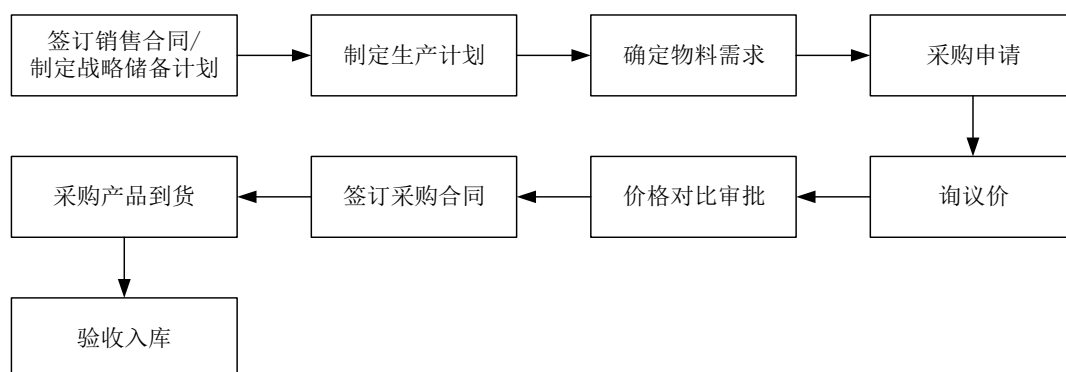 签订销售合同/
制定战略储备计划
制定生产计划
确定物料需求
采购申请
询议价
价格对比审批
签订采购合同
采购产品到货
验收入库